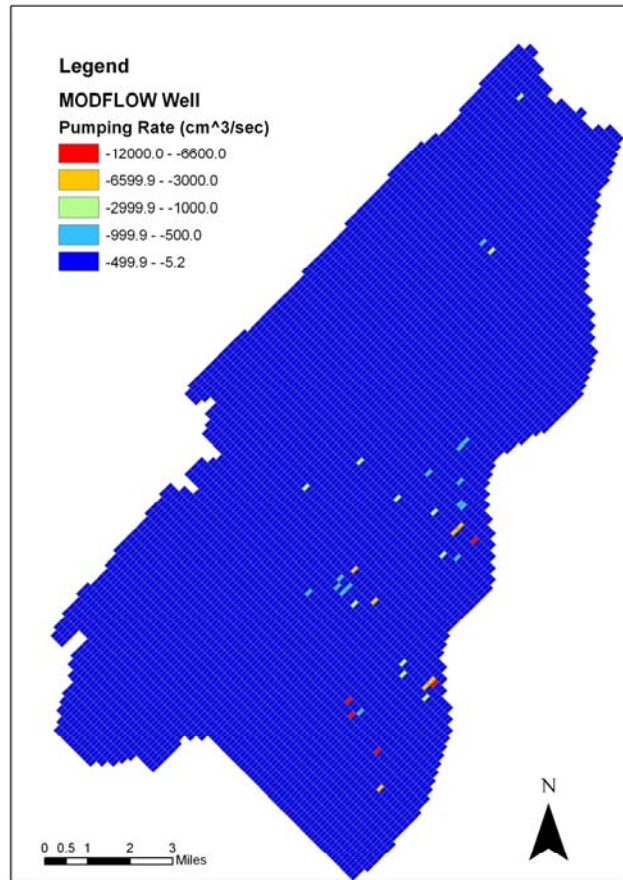 Legend
MODFLOW Well
Pumping Rate (cm^3/sec)
-12000.0 - -6600.0
-6599.9 - -3000.0
-2999.9 - -1000.0
-999.9 - -500.0
-499.9 - -5.2
N
0 0.5 1 2 3
Miles